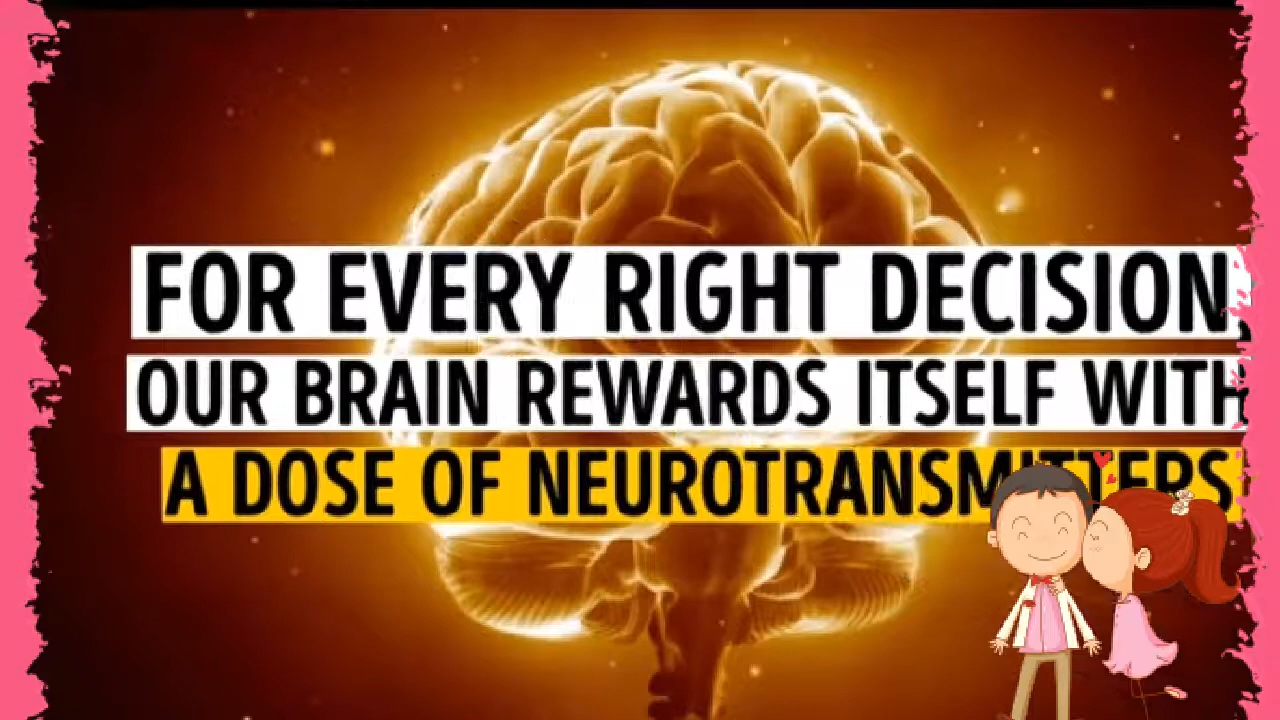 FOR EVERY RIGHT DECISION,
OUR BRAIN REWARDS ITSELF WITH
A DOSE OF NEUROTRANSMITTERS